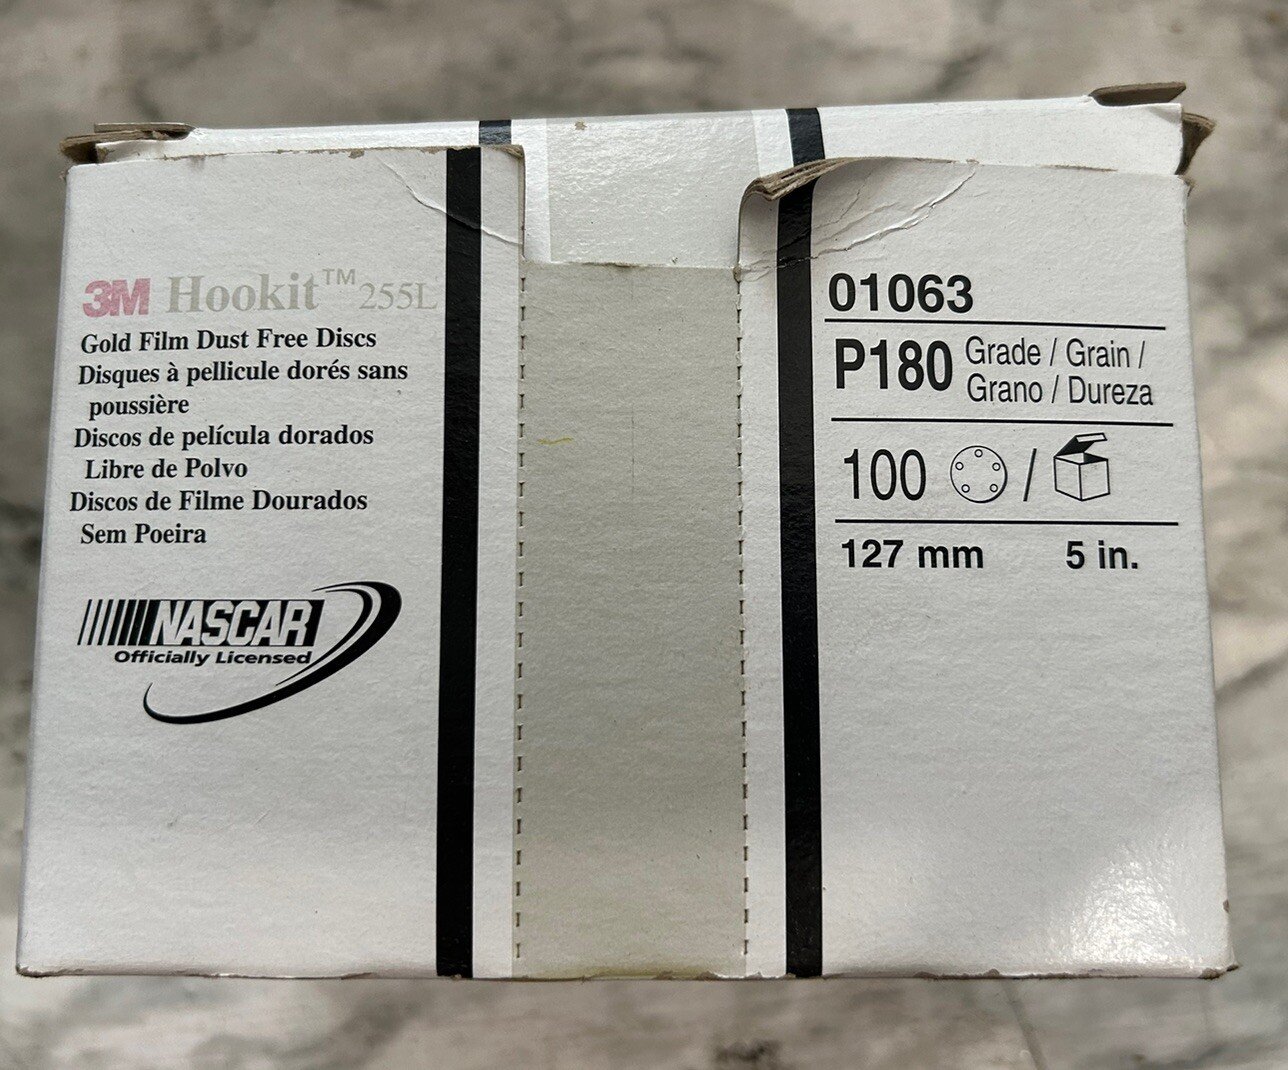 3M Hookit™ 255L
Gold Film Dust Free Discs
Disques à pellicule dorés sans
poussière
Discos de película dorados
Libre de Polvo
Discos de Filme Dourados
Sem Poeira
NASCAR
Officially Licensed
01063
P180 Grade / Grain /
Grano / Dureza
100 /
127 mm 5 in.